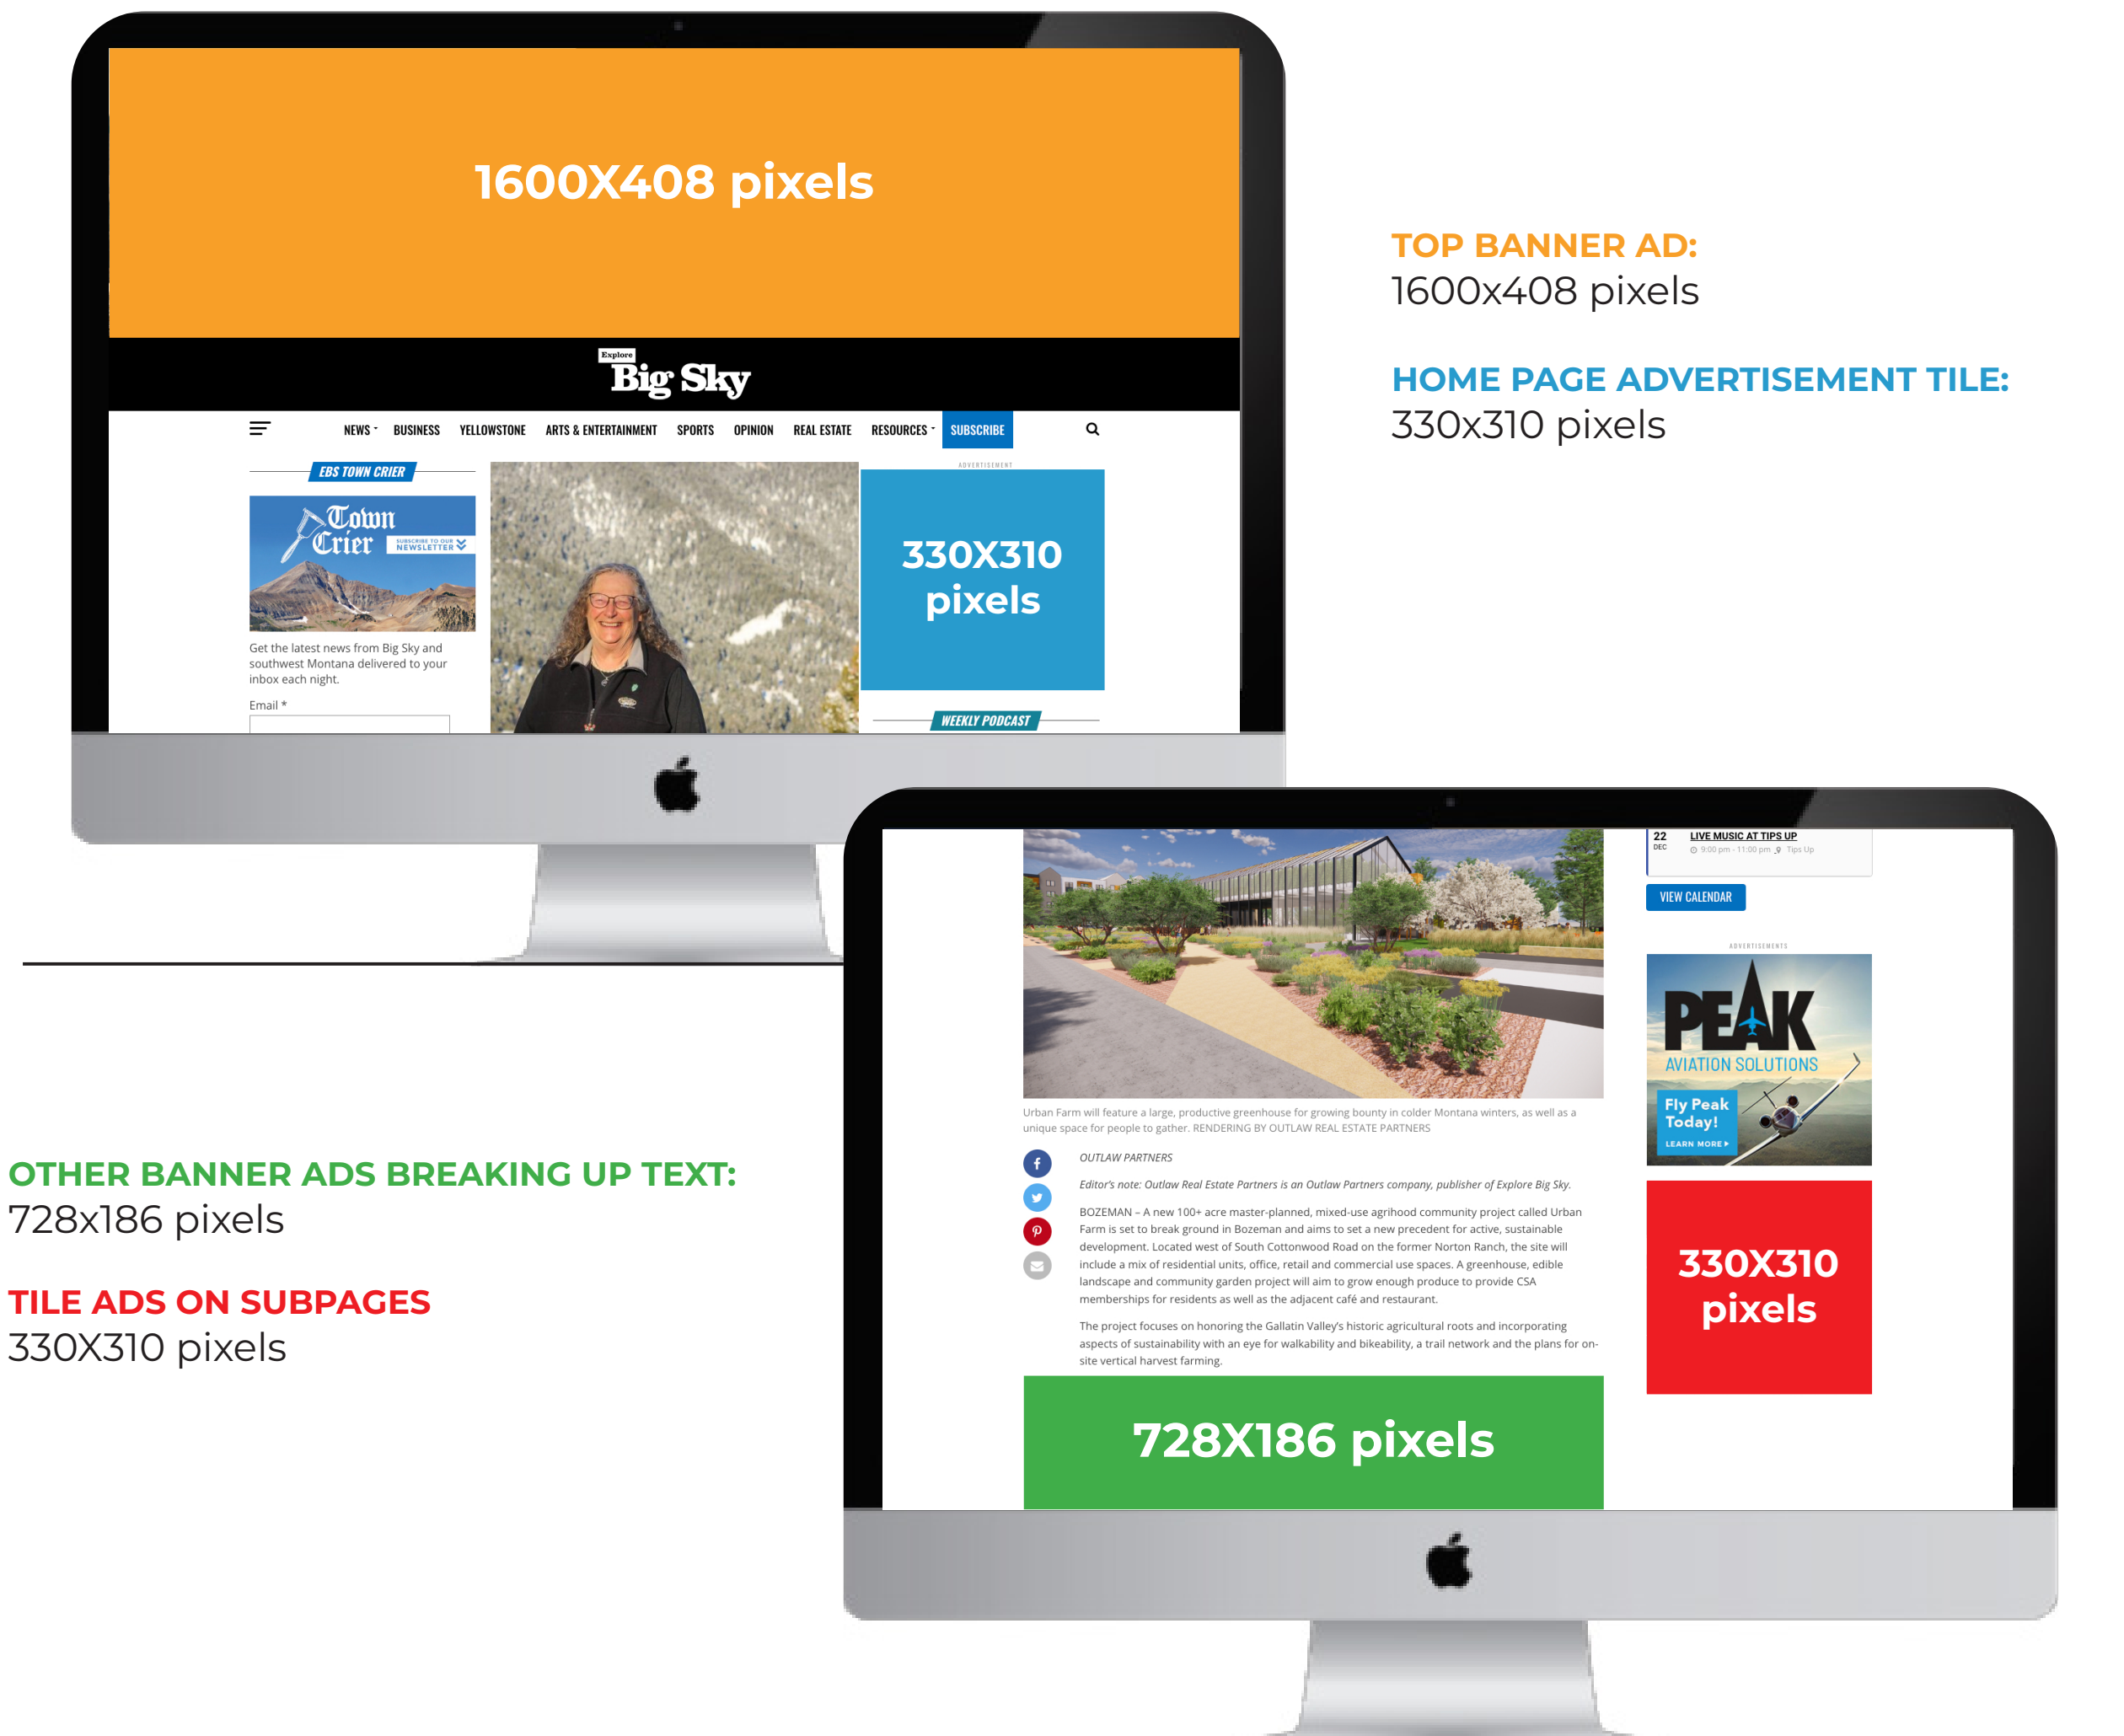 1600X408 pixels
Explore
Big Sky
NEWS BUSINESS YELLOWSTONE ARTS & ENTERTAINMENT SPORTS OPINION REAL ESTATE RESOURCES SUBSCRIBE
EBS TOWN CRIER
Town
Crier
SUBSCRIBE TO OUR
NEWSLETTER
Get the latest news from Big Sky and
southwest Montana delivered to your
inbox each night.
Email *
ADVERTISEMENT
330X310
pixels
WEEKLY PODCAST
TOP BANNER AD:
1600x408 pixels
HOME PAGE ADVERTISEMENT TILE:
330x310 pixels
OTHER BANNER ADS BREAKING UP TEXT:
728x186 pixels
TILE ADS ON SUBPAGES
330X310 pixels
Urban Farm will feature a large, productive greenhouse for growing bounty in colder Montana winters, as well as a
unique space for people to gather. RENDERING BY OUTLAW REAL ESTATE PARTNERS
OUTLAW PARTNERS
Editor's note: Outlaw Real Estate Partners is an Outlaw Partners company, publisher of Explore Big Sky.
BOZEMAN – A new 100+ acre master-planned, mixed-use agrihood community project called Urban
Farm is set to break ground in Bozeman and aims to set a new precedent for active, sustainable
development. Located west of South Cottonwood Road on the former Norton Ranch, the site will
include a mix of residential units, office, retail and commercial use spaces. A greenhouse, edible
landscape and community garden project will aim to grow enough produce to provide CSA
memberships for residents as well as the adjacent café and restaurant.
The project focuses on honoring the Gallatin Valley's historic agricultural roots and incorporating
aspects of sustainability with an eye for walkability and bikeability, a trail network and the plans for on-
site vertical harvest farming.
728X186 pixels
22 LIVE MUSIC AT TIPS UP
DEC 9:00 pm - 11:00 pm Tips Up
VIEW CALENDAR
ADVERTISEMENTS
PEAK
AVIATION SOLUTIONS
Fly Peak
Today!
LEARN MORE
330X310
pixels